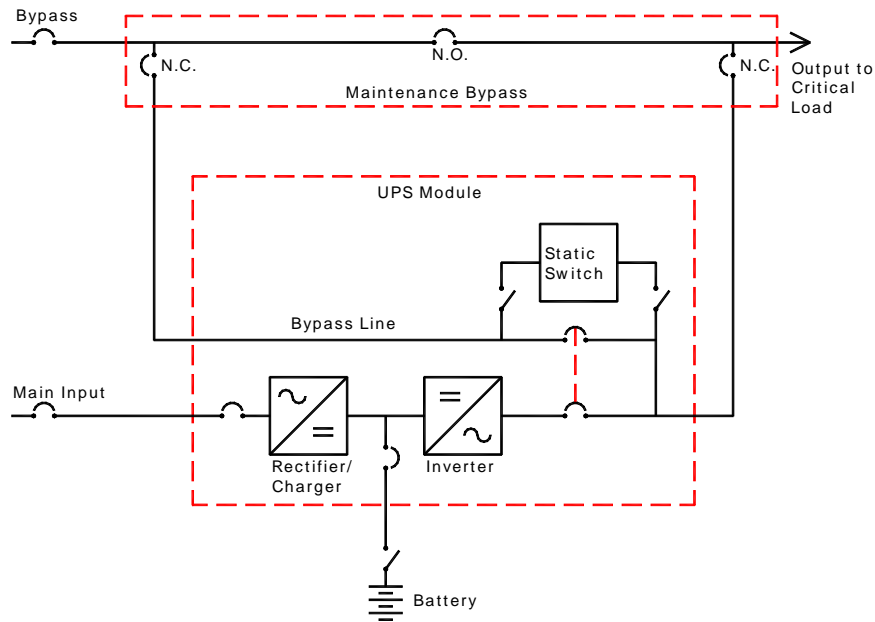 Bypass
N.C.
N.O.
N.C.
Output to
Critical
Load
Maintenance Bypass
UPS Module
Static
Switch
Bypass Line
Main Input
Rectifier/
Charger
Inverter
Battery